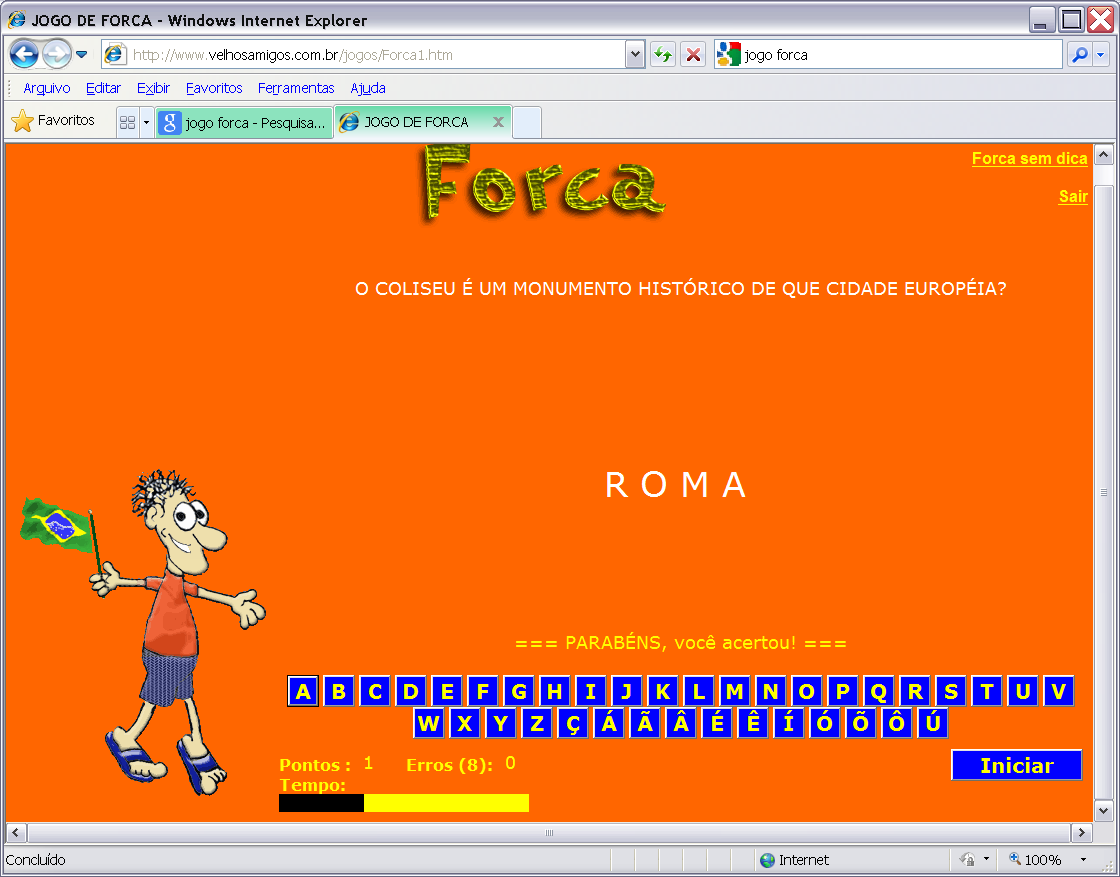 JOGO DE FORCA - Windows Internet Explorer
http://www.velhosamigos.com.br/jogos/Forca1.htm
jogo forca
Arquivo Editar Exibir Favoritos Ferramentas Ajuda
Favoritos
jogo forca - Pesquisa...
JOGO DE FORCA
Forca
Forca sem dica
Sair
O COLISEU É UM MONUMENTO HISTÓRICO DE QUE CIDADE EUROPÉIA?
R O M A
=== PARABÉNS, você acertou! ===
A B C D E F G H I J K L M N O P Q R S T U V
W X Y Z Ç Á Ã Â É Ê Í Ó Õ Ô Ú
Pontos : 1 Erros (8): 0
Iniciar
Tempo:
Concluído
Internet
100%